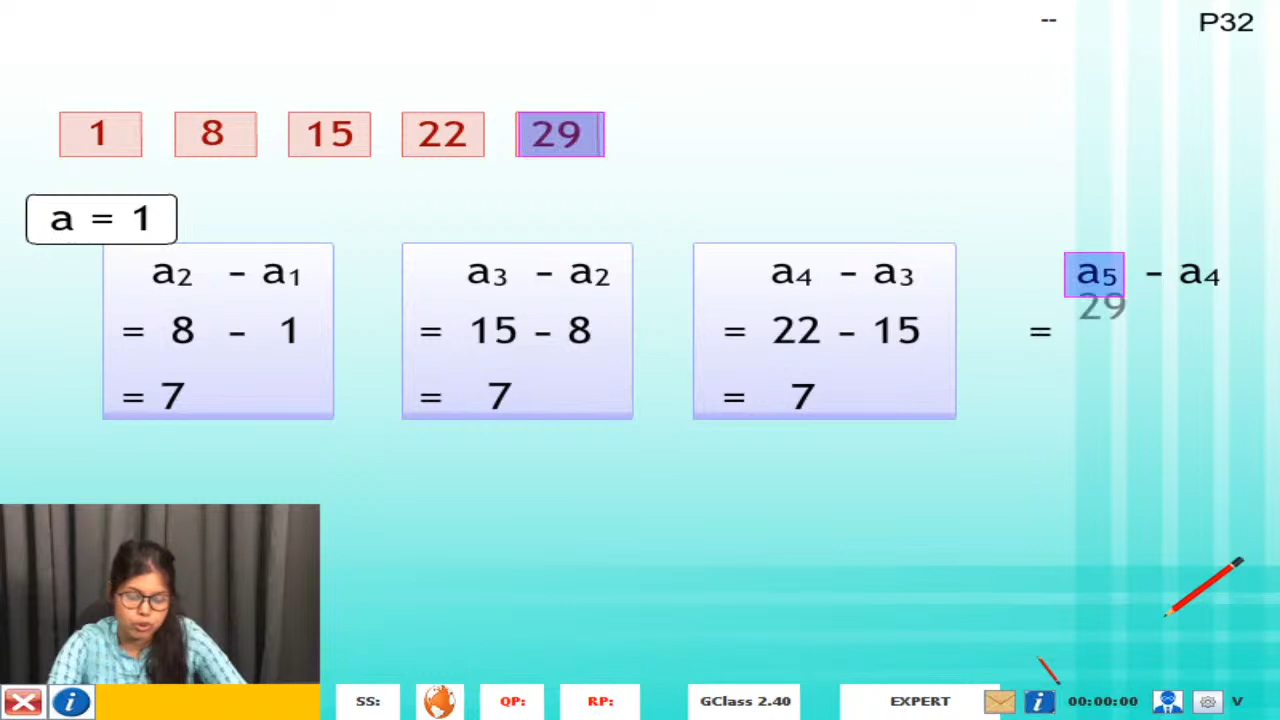 -- P32
1 8 15 22 29
a = 1
a₂ - a₁
= 8 - 1
= 7
a₃ - a₂
= 15 - 8
= 7
a₄ - a₃
= 22 - 15
= 7
a₅ - a₄
29
=
SS: QP: RP: GClass 2.40 EXPERT 00:00:00 V